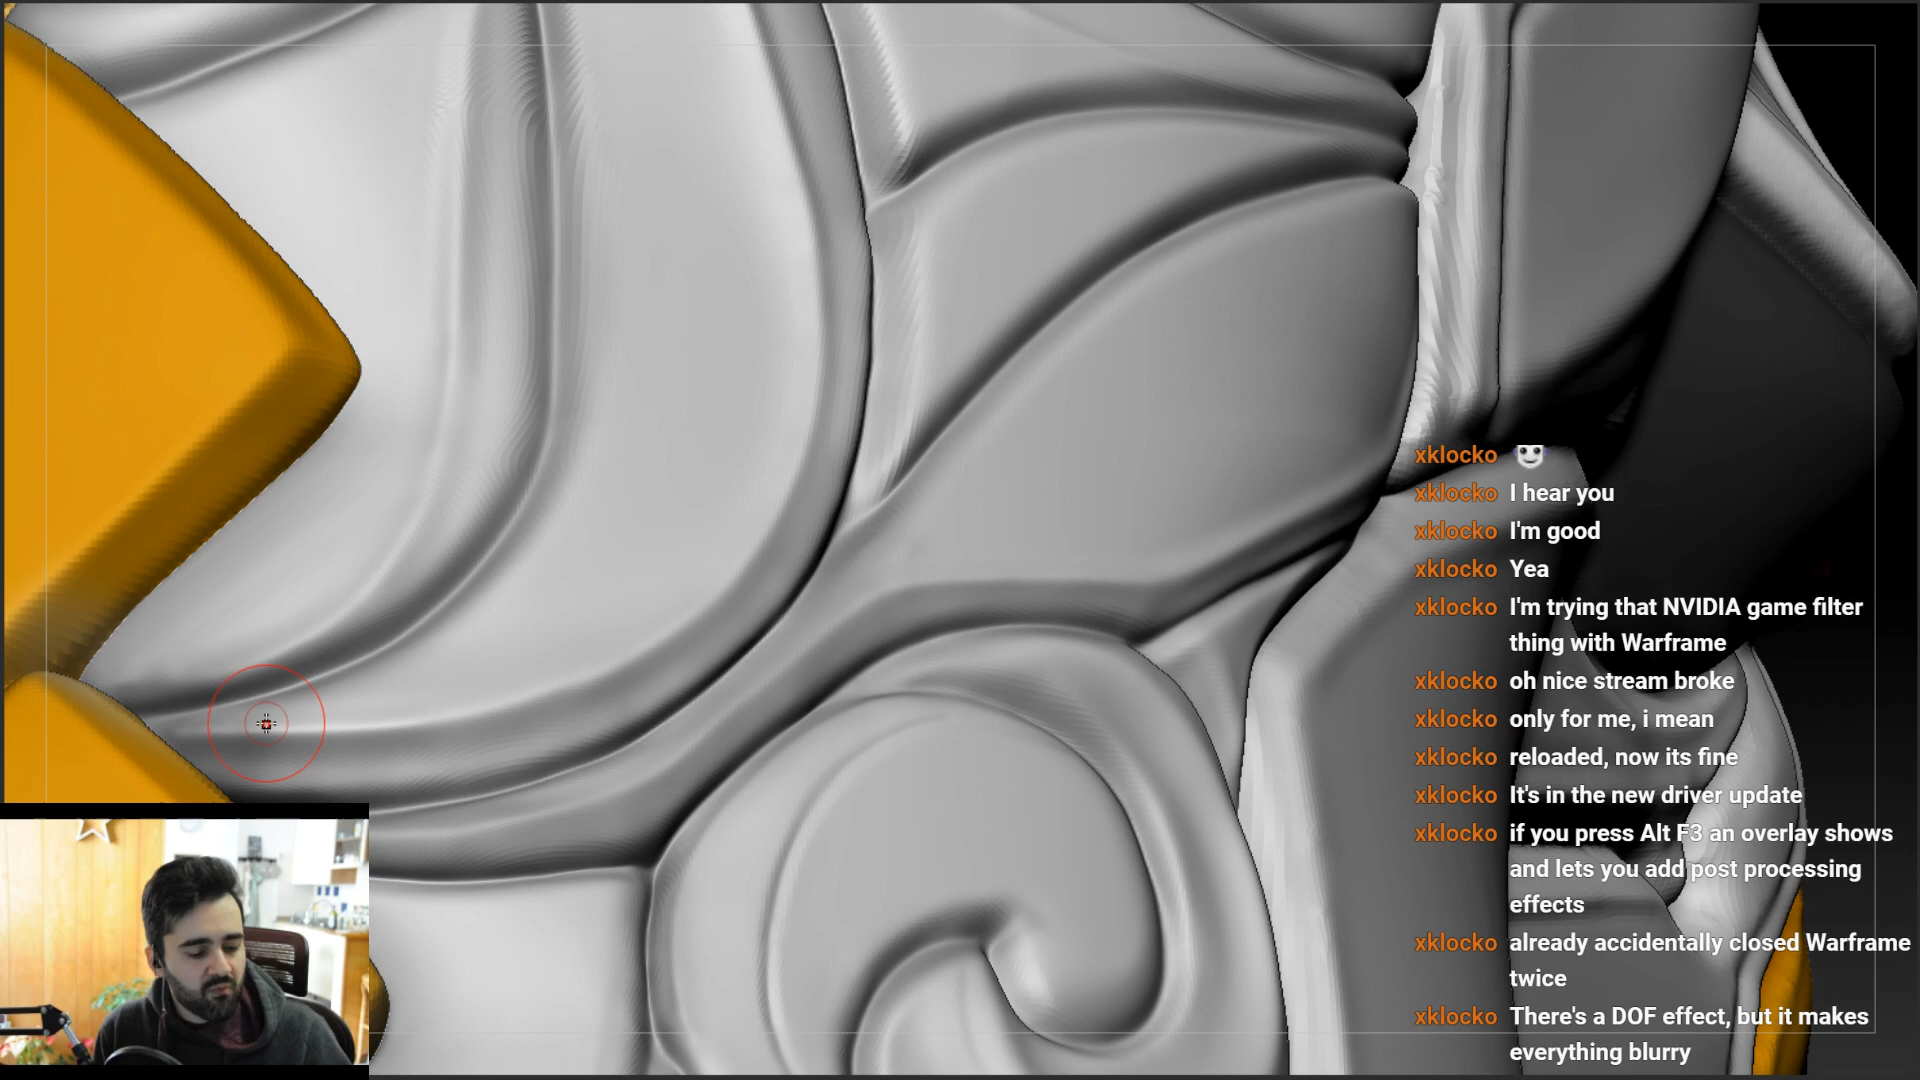 xklocko
xklocko I hear you
xklocko I'm good
xklocko Yea
xklocko I'm trying that NVIDIA game filter
thing with Warframe
xklocko oh nice stream broke
xklocko only for me, i mean
xklocko reloaded, now its fine
xklocko It's in the new driver update
xklocko if you press Alt F3 an overlay shows
and lets you add post processing
effects
xklocko already accidentally closed Warframe
twice
xklocko There's a DOF effect, but it makes
everything blurry